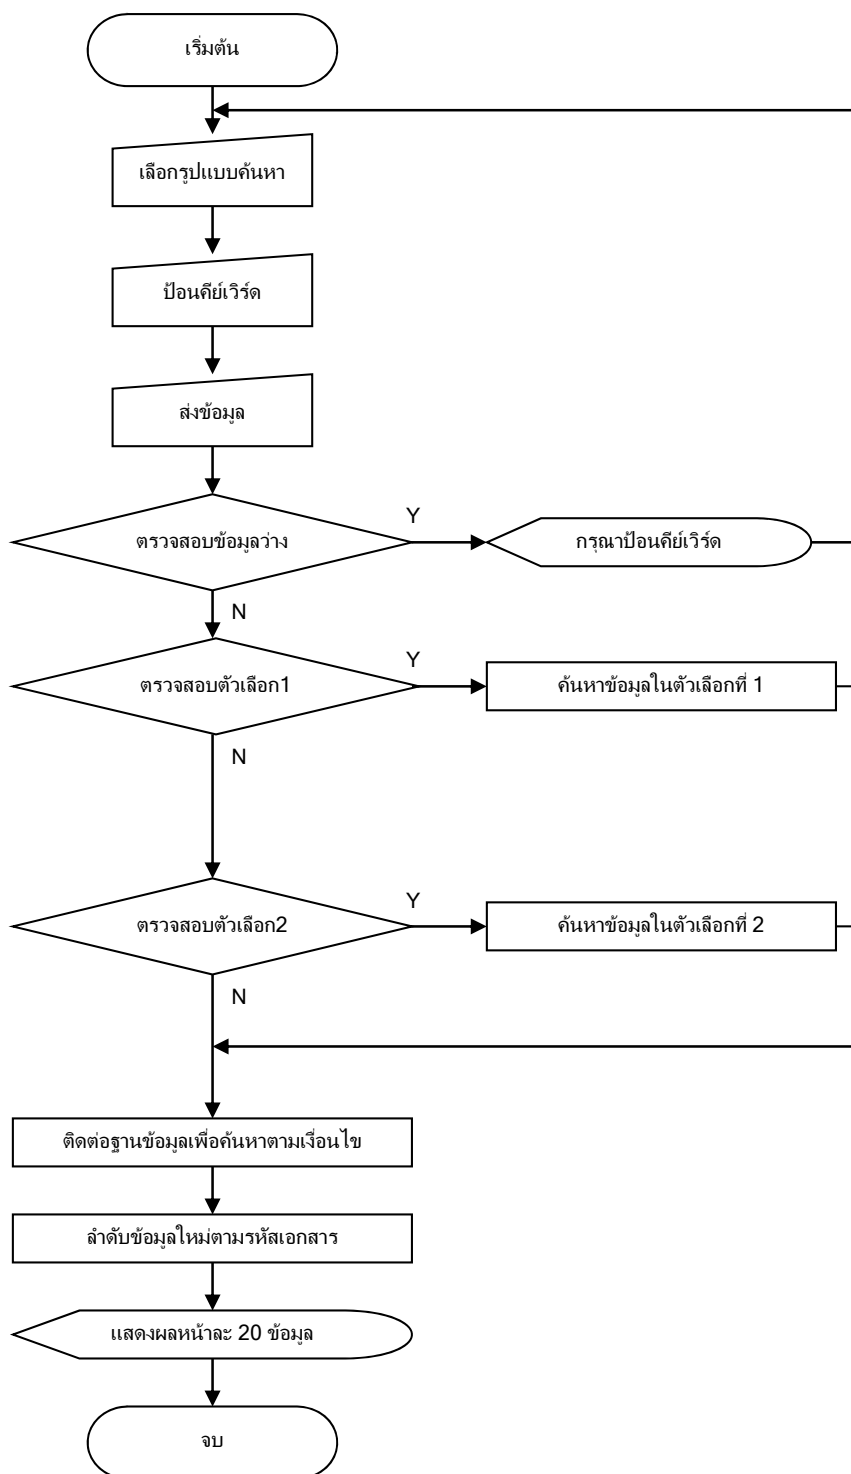 เริ่มต้น
เลือกรูปแบบค้นหา
ป้อนคีย์เวิร์ด
ส่งข้อมูล
ตรวจสอบข้อมูลว่าง
Y
กรุณาป้อนคีย์เวิร์ด
N
ตรวจสอบตัวเลือก1
Y
ค้นหาข้อมูลในตัวเลือกที่ 1
N
ตรวจสอบตัวเลือก2
Y
ค้นหาข้อมูลในตัวเลือกที่ 2
N
ติดต่อฐานข้อมูลเพื่อค้นหาตามเงื่อนไข
ลำดับข้อมูลใหม่ตามรหัสเอกสาร
แสดงผลหน้าละ 20 ข้อมูล
จบ